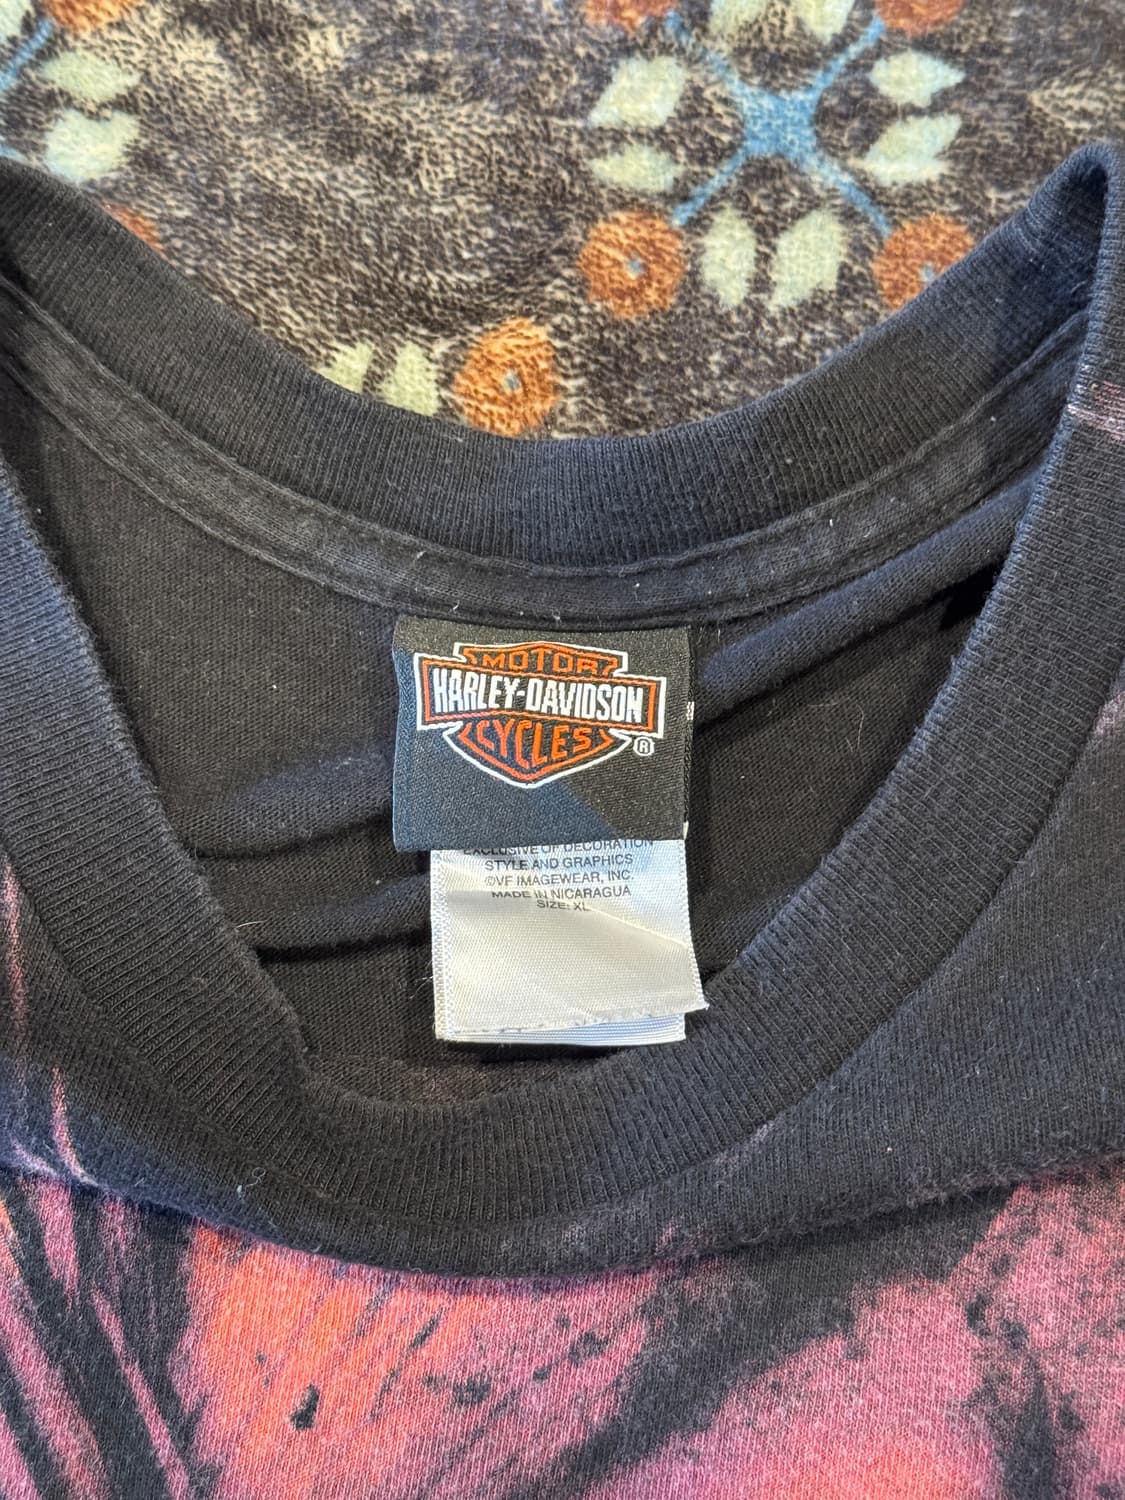 MOTOR
HARLEY-DAVIDSON
CYCLES
®
EXCLUSIVE OF DECORATION
STYLE AND GRAPHICS
©VF IMAGEWEAR, INC.
MADE IN NICARAGUA
SIZE: XL